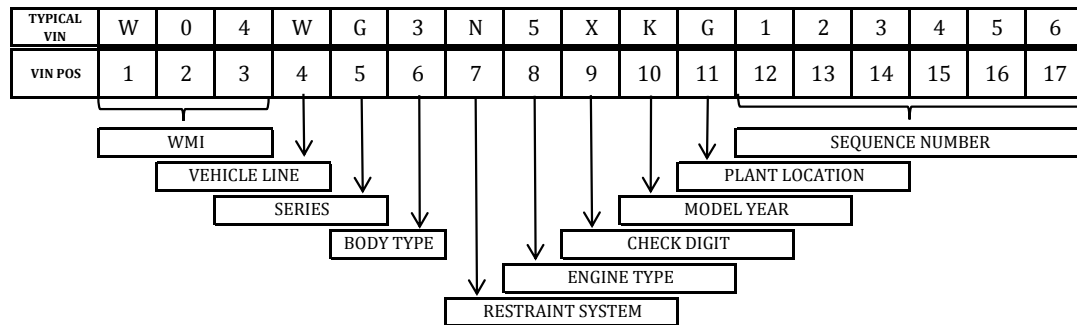 TYPICAL VIN W 0 4 W G 3 N 5 X K G 1 2 3 4 5 6
VIN POS 1 2 3 4 5 6 7 8 9 10 11 12 13 14 15 16 17
WMI SEQUENCE NUMBER
VEHICLE LINE PLANT LOCATION
SERIES MODEL YEAR
BODY TYPE CHECK DIGIT
ENGINE TYPE
RESTRAINT SYSTEM